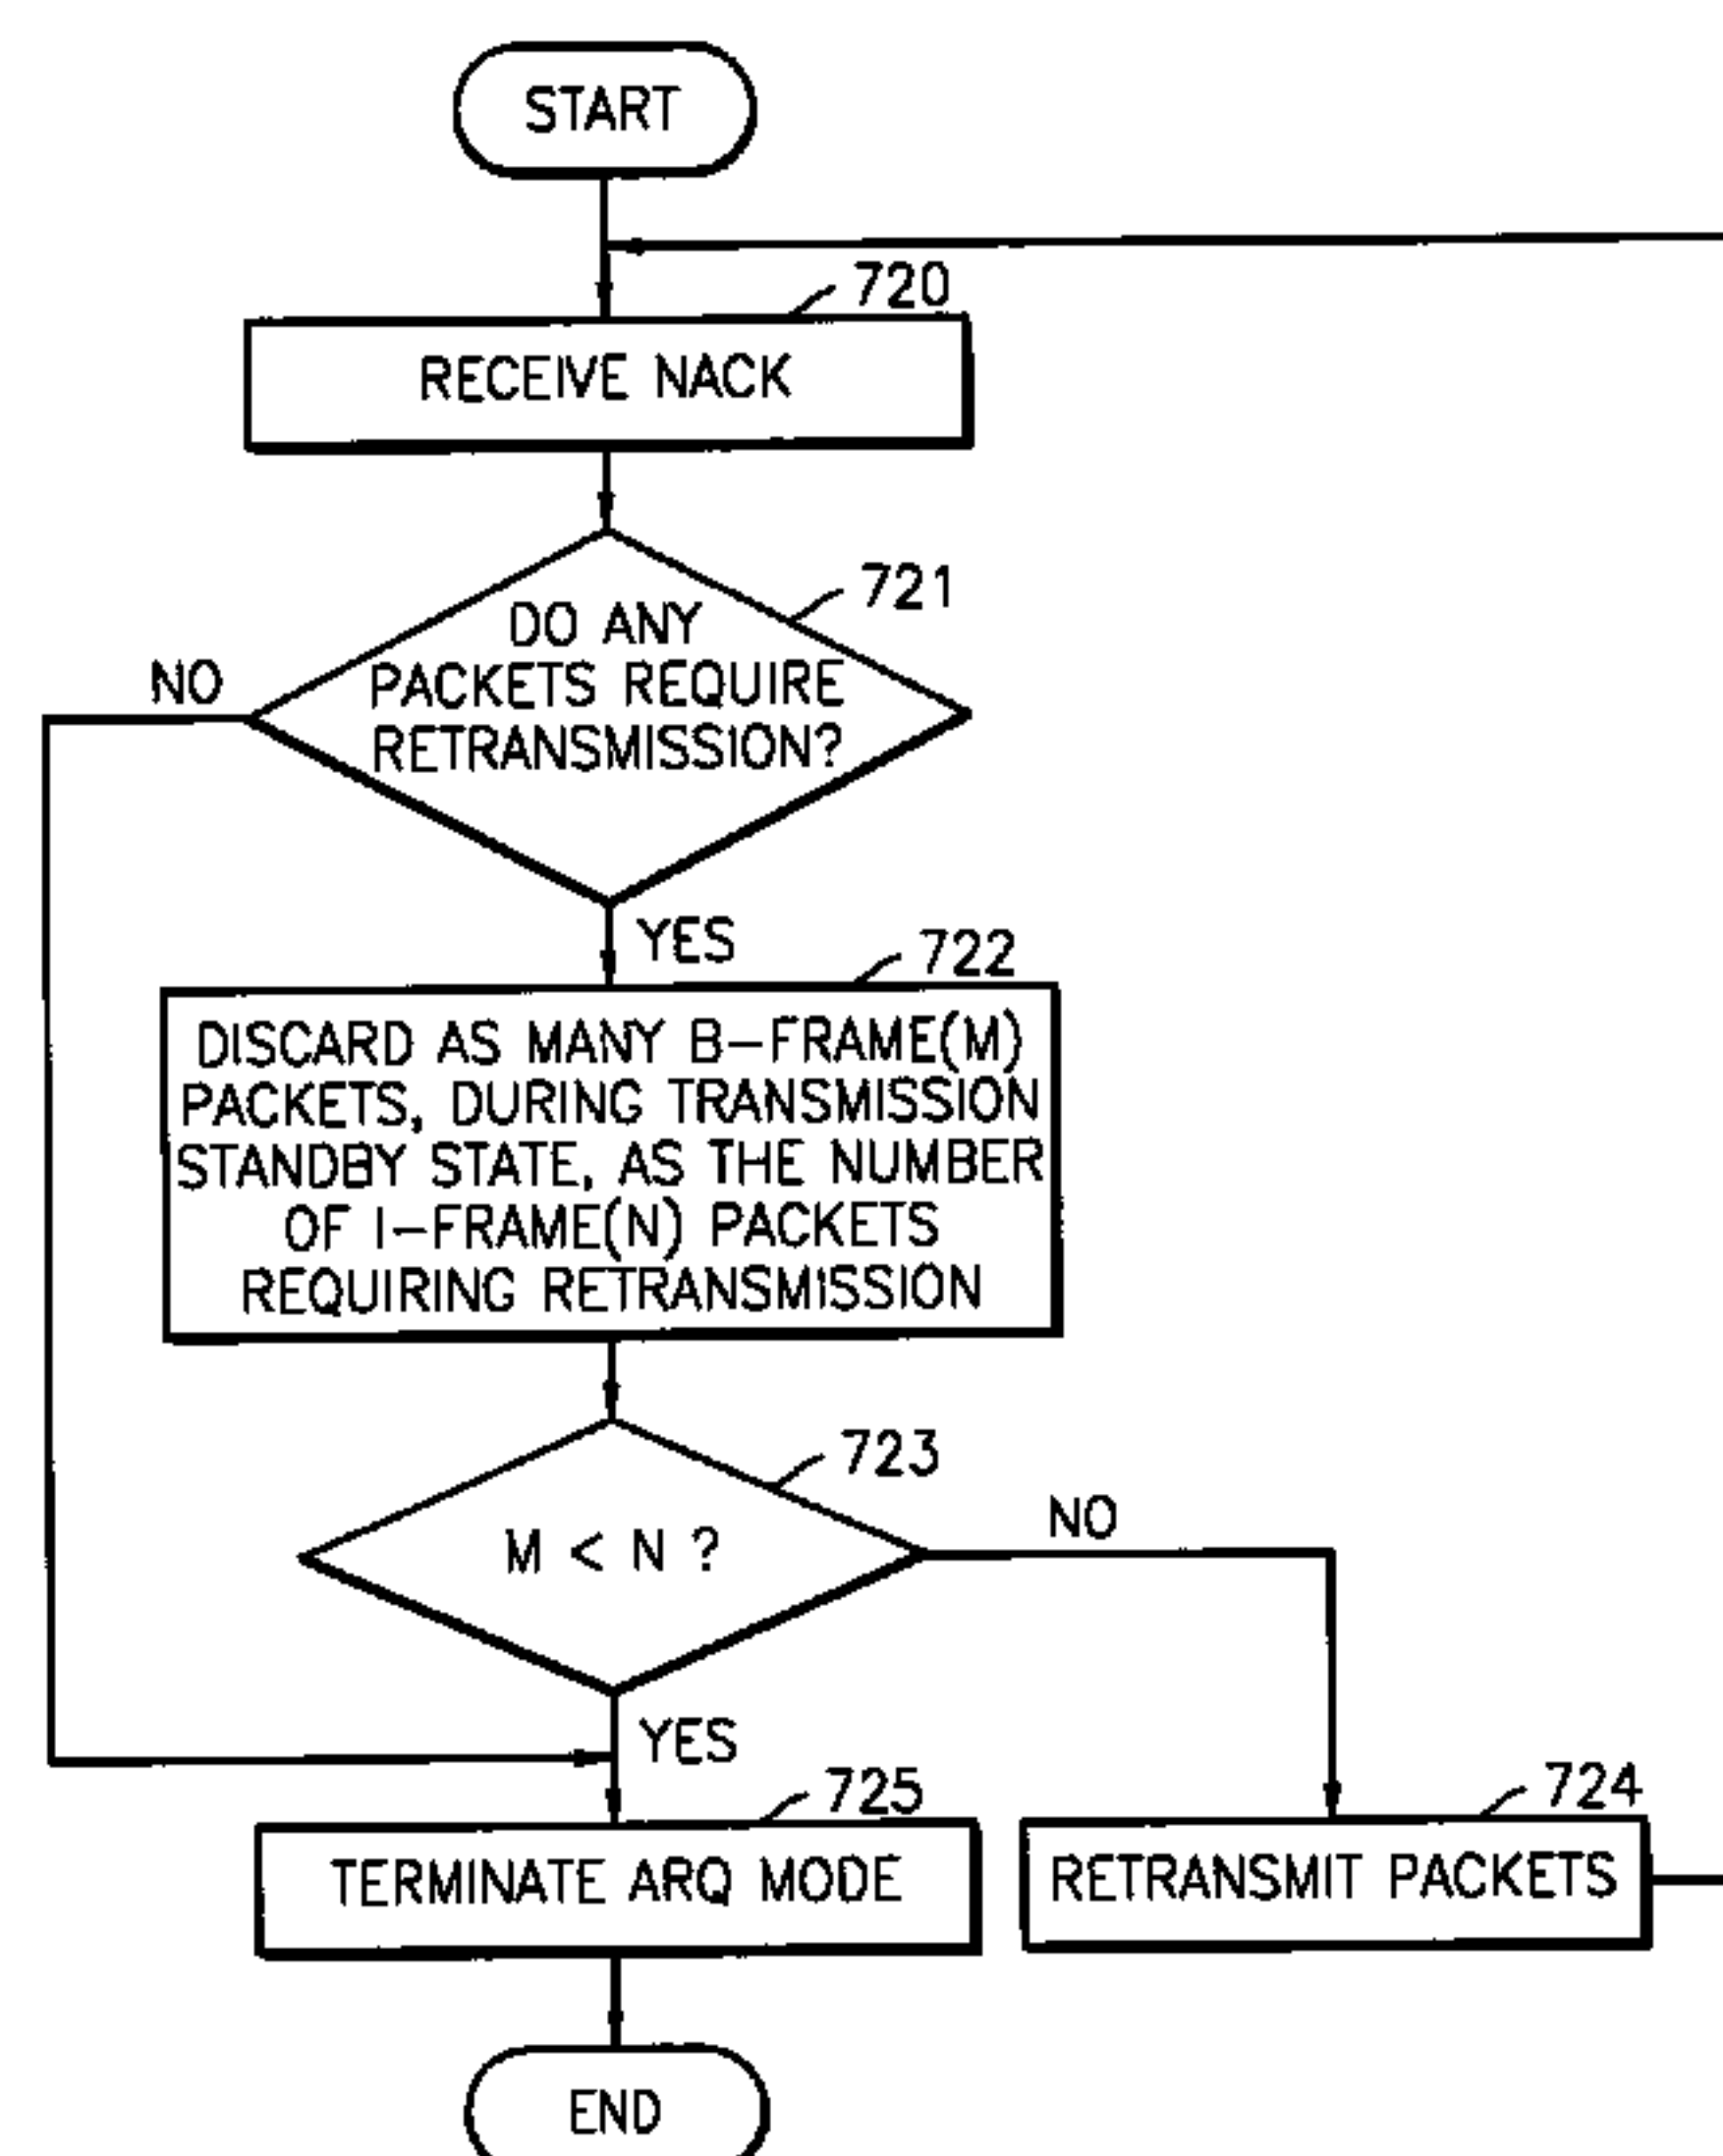 START
720
RECEIVE NACK
721
DO ANY
PACKETS REQUIRE
RETRANSMISSION?
NO
YES
722
DISCARD AS MANY B-FRAME(M)
PACKETS, DURING TRANSMISSION
STANDBY STATE, AS THE NUMBER
OF I-FRAME(N) PACKETS
REQUIRING RETRANSMISSION
723
M < N ?
NO
YES
725
TERMINATE ARQ MODE
724
RETRANSMIT PACKETS
END